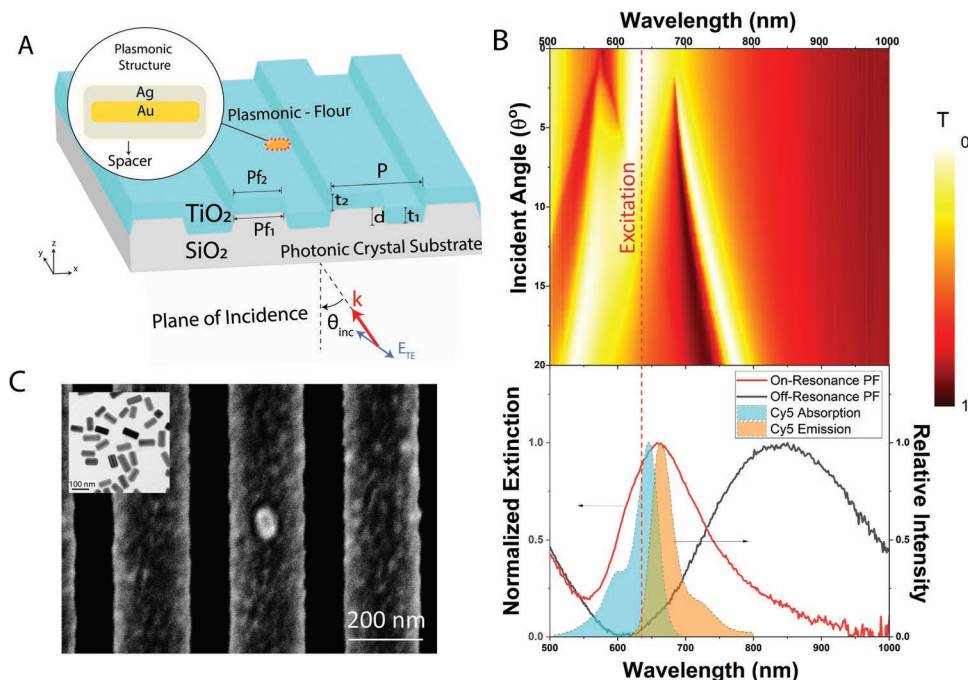 A
Plasmonic
Structure
Ag
Au
Spacer
Plasmonic - Flour
Pf₂
P
t₂
TiO₂
Pf₁
d
t₁
SiO₂
Photonic Crystal Substrate
z
y
x
Plane of Incidence
θinc
k
E_TE
B
Wavelength (nm)
500 600 700 800 900 1000
Incident Angle (θ°)
0
5
10
15
20
Excitation
T
0
1
On-Resonance PF
Off-Resonance PF
Cy5 Absorption
Cy5 Emission
Normalized Extinction
1.0
0.5
0.0
Relative Intensity
1.0
0.5
0.0
500 600 700 800 900 1000
Wavelength (nm)
C
100 nm
200 nm